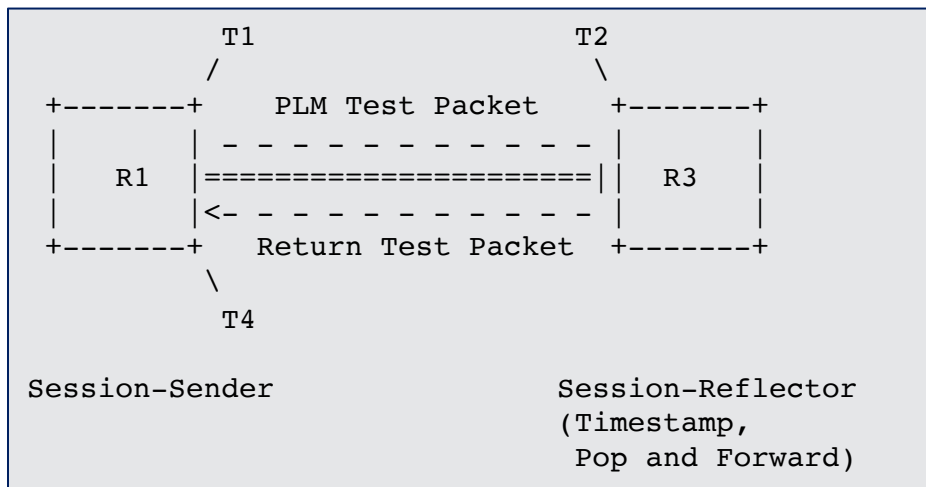 T1 T2
/ \
+-------+ PLM Test Packet +-------+
| | - - - - - - - - - - - | |
| R1 |=====================|| R3 |
| |<- - - - - - - - - - - | |
+-------+ Return Test Packet +-------+
\
T4
Session-Sender Session-Reflector
(Timestamp,
Pop and Forward)